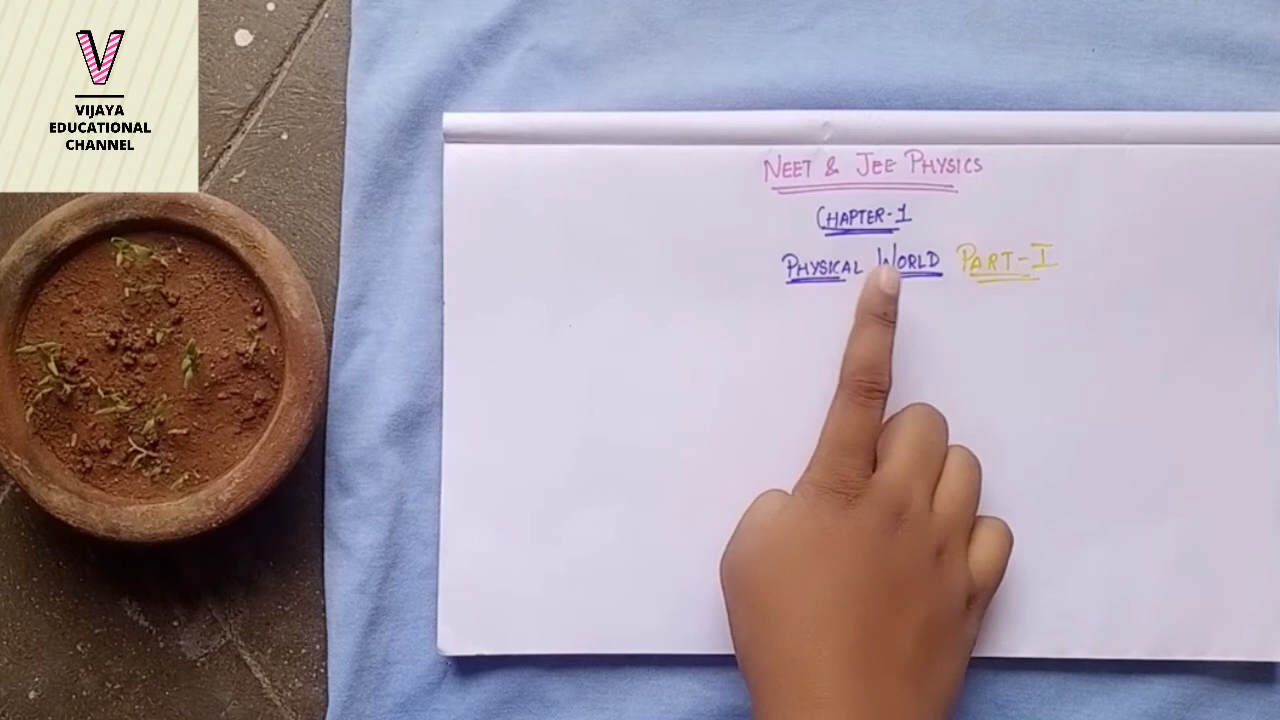 VIJAYA
EDUCATIONAL
CHANNEL
NEET & JEE PHYSICS
CHAPTER-1
PHYSICAL WORLD PART-I